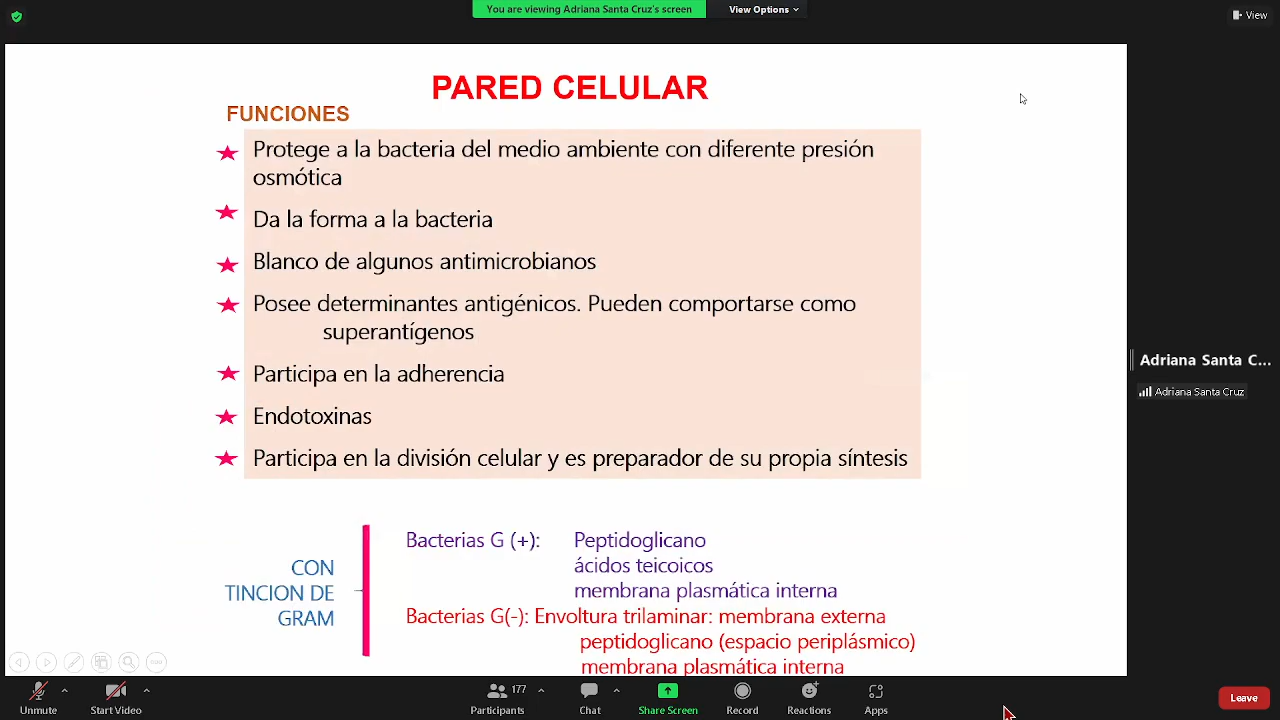 You are viewing Adriana Santa Cruz's screen
View Options
View
PARED CELULAR
FUNCIONES
Protege a la bacteria del medio ambiente con diferente presión
osmótica
Da la forma a la bacteria
Blanco de algunos antimicrobianos
Posee determinantes antigénicos. Pueden comportarse como
superantígenos
Participa en la adherencia
Endotoxinas
Participa en la división celular y es preparador de su propia síntesis
CON
TINCION DE
GRAM
Bacterias G (+): Peptidoglicano
ácidos teicoicos
membrana plasmática interna
Bacterias G(-): Envoltura trilaminar: membrana externa
peptidoglicano (espacio periplásmico)
membrana plasmática interna
Adriana Santa C...
Adriana Santa Cruz
Unmute
Start Video
177
Participants
Chat
Share Screen
Record
Reactions
Apps
Leave